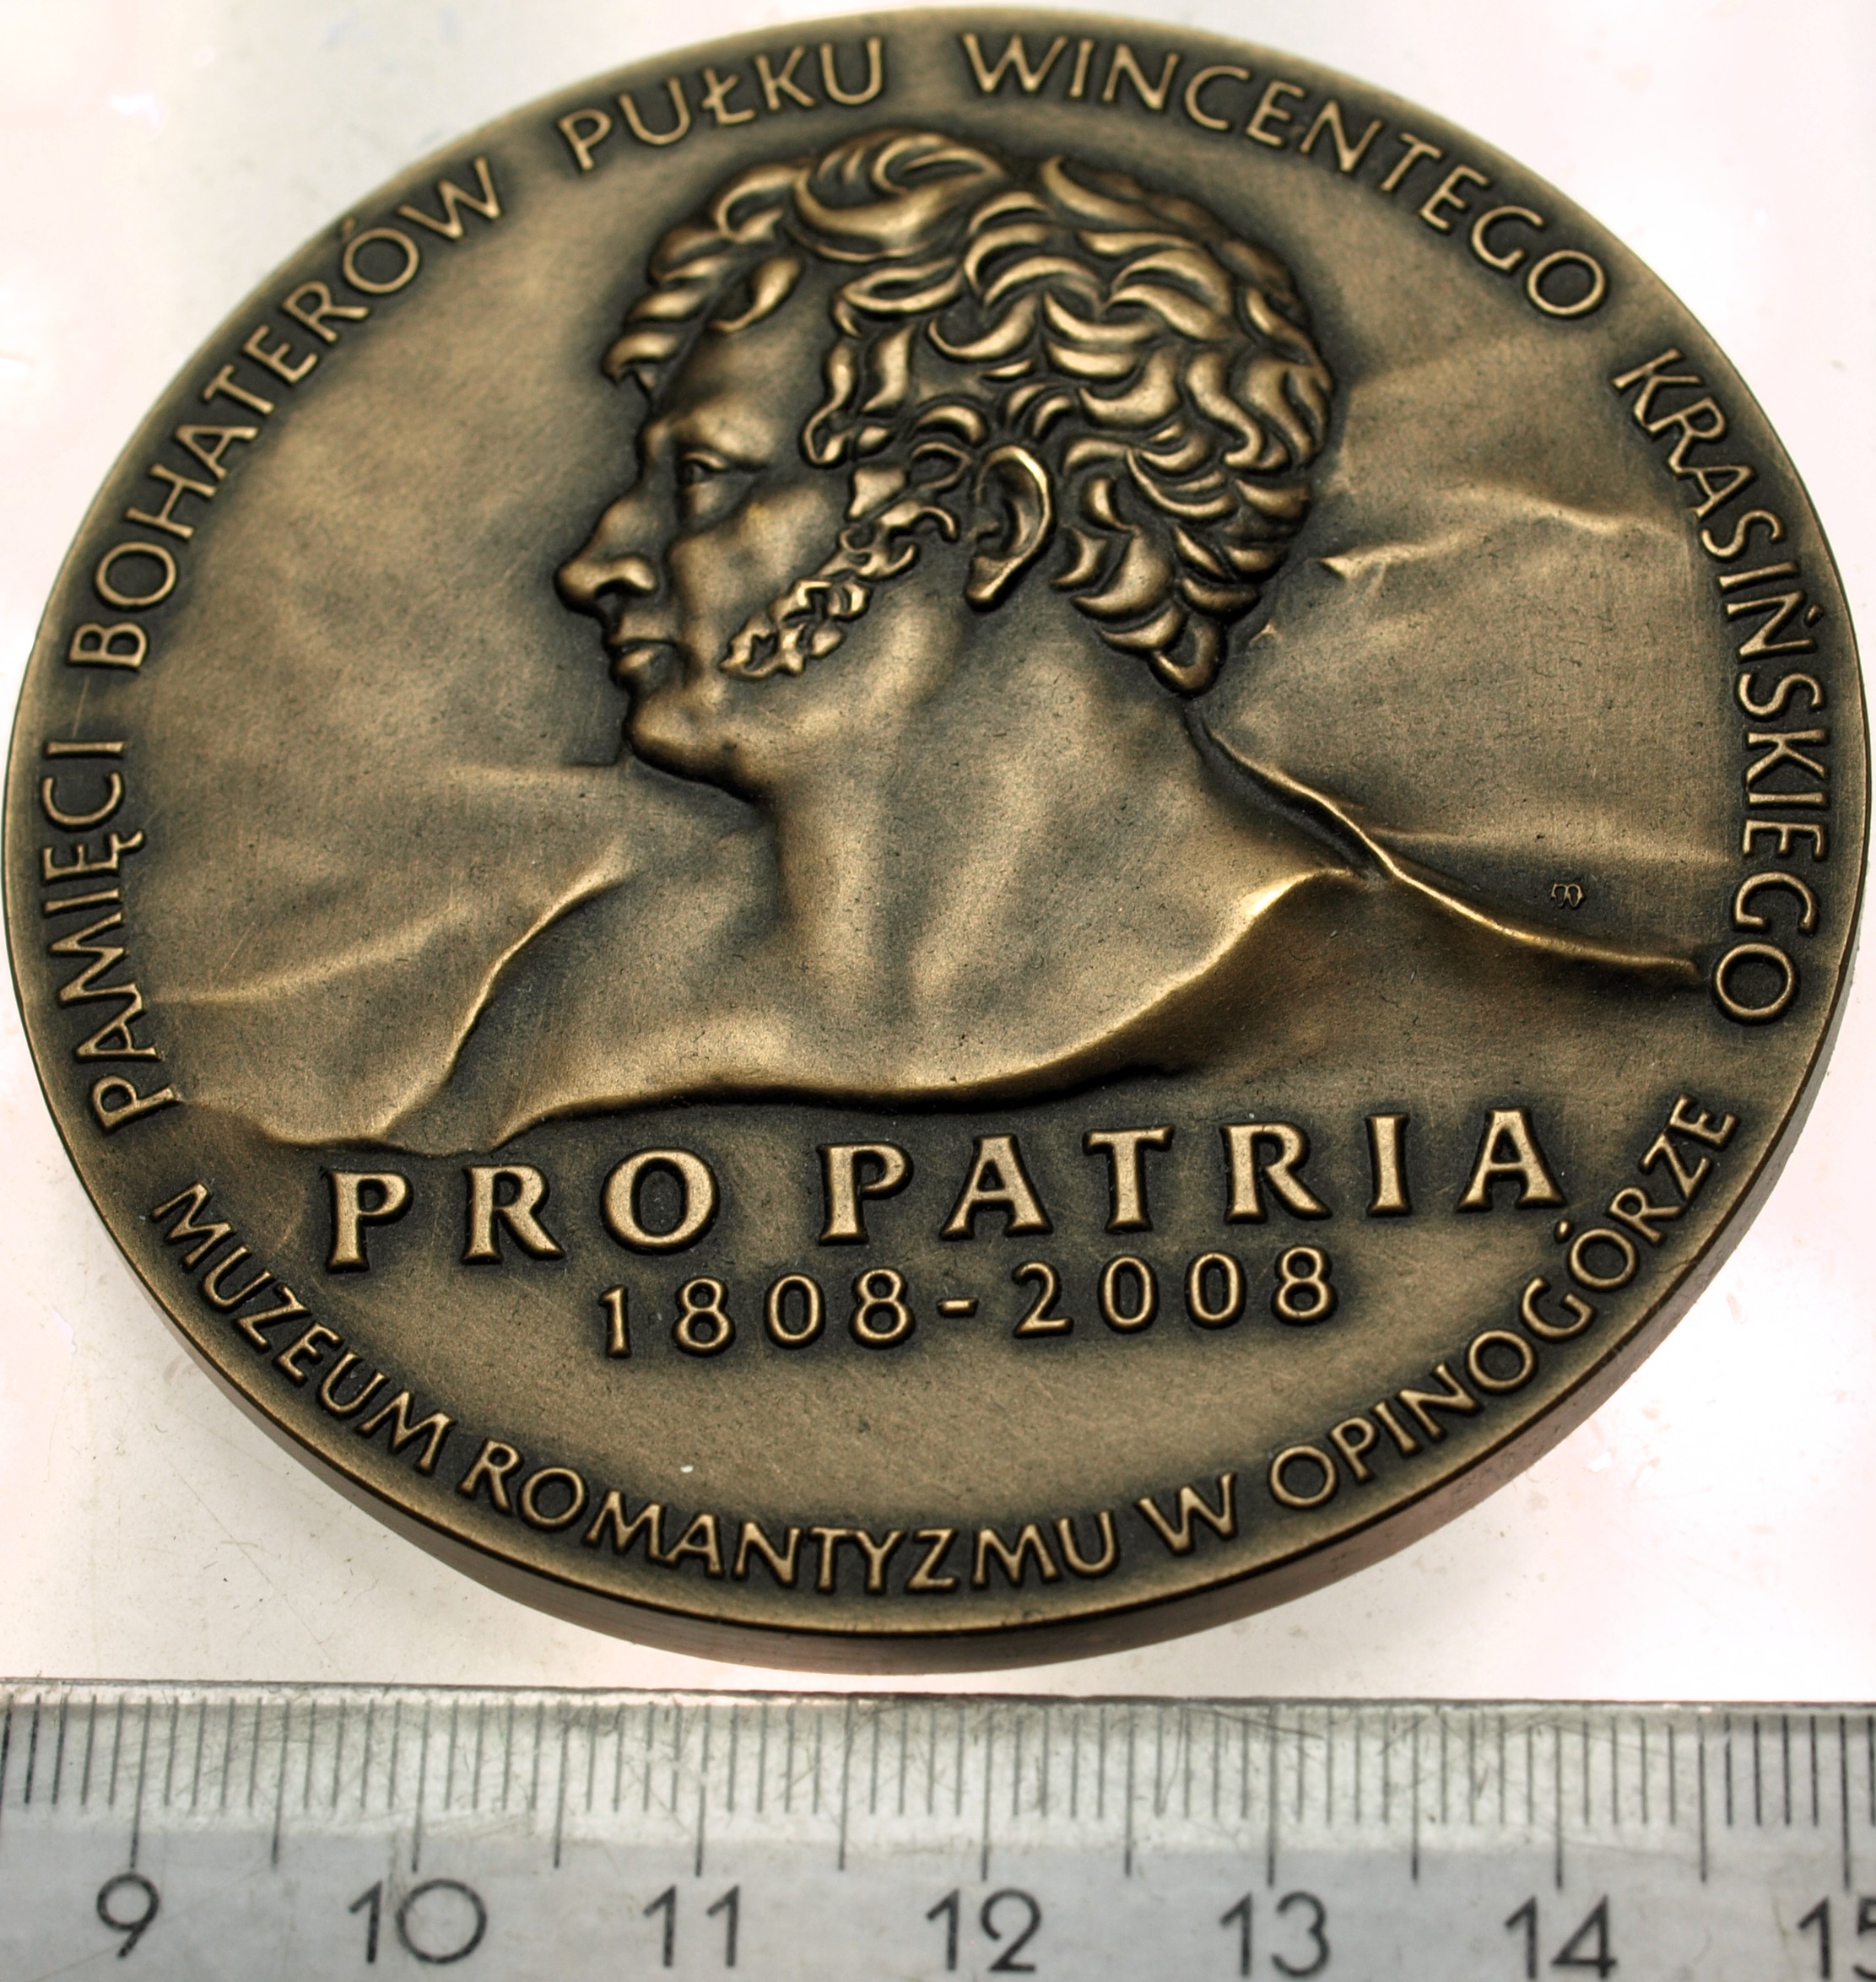 PAMIĘCI BOHATERÓW PUŁKU WINCENTEGO KRASIŃSKIEGO
PRO PATRIA
1808-2008
MUZEUM ROMANTYZMU W OPINOGÓRZE
9 10 11 12 13 14 15